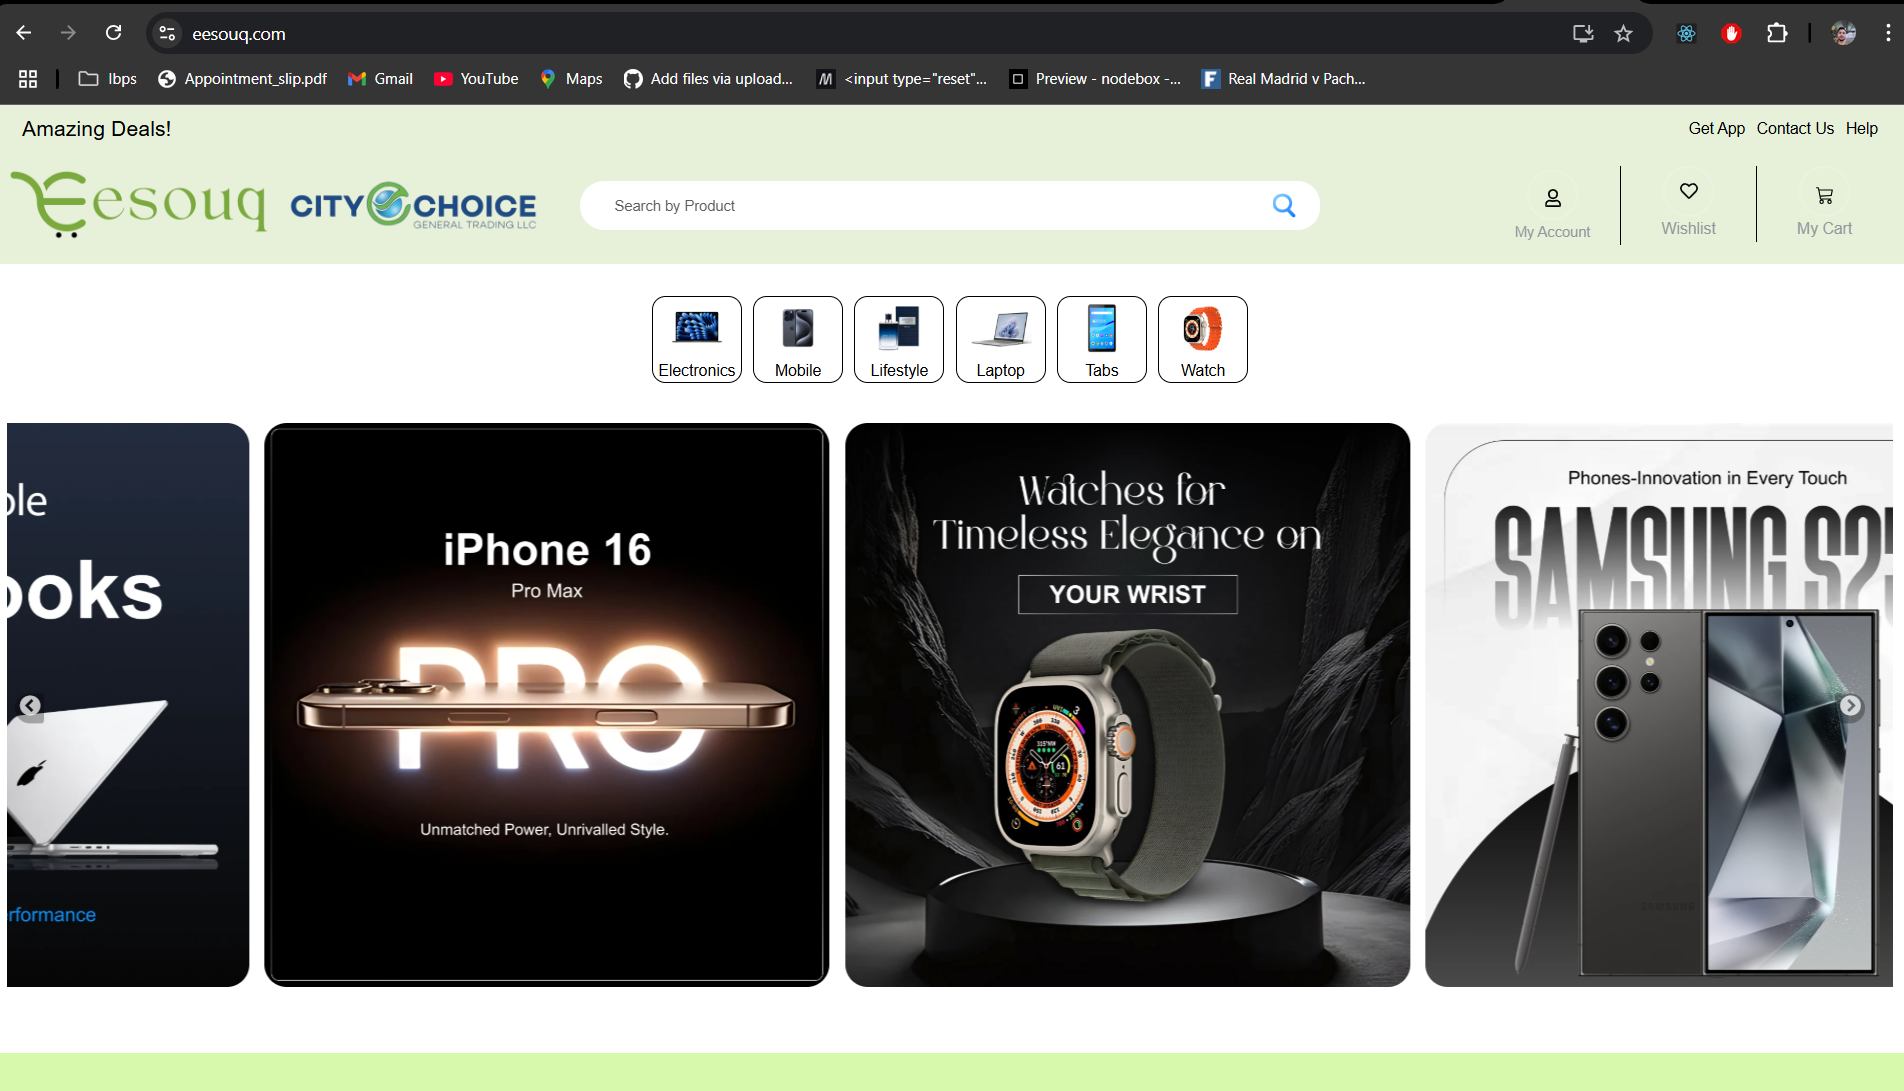 eesouq.com
Ibps
Appointment_slip.pdf
Gmail
YouTube
Maps
Add files via upload...
<input type="reset"...
Preview - nodebox -...
Real Madrid v Pach...
Amazing Deals!
Get App Contact Us Help
Eesouq
CITY CHOICE
GENERAL TRADING LLC
Search by Product
My Account
Wishlist
My Cart
Electronics
Mobile
Lifestyle
Laptop
Tabs
Watch
ooks
rformance
iPhone 16
Pro Max
PRO
Unmatched Power, Unrivalled Style.
Watches for
Timeless Elegance on
YOUR WRIST
Phones-Innovation in Every Touch
SAMSUNG S25
SAMSUNG